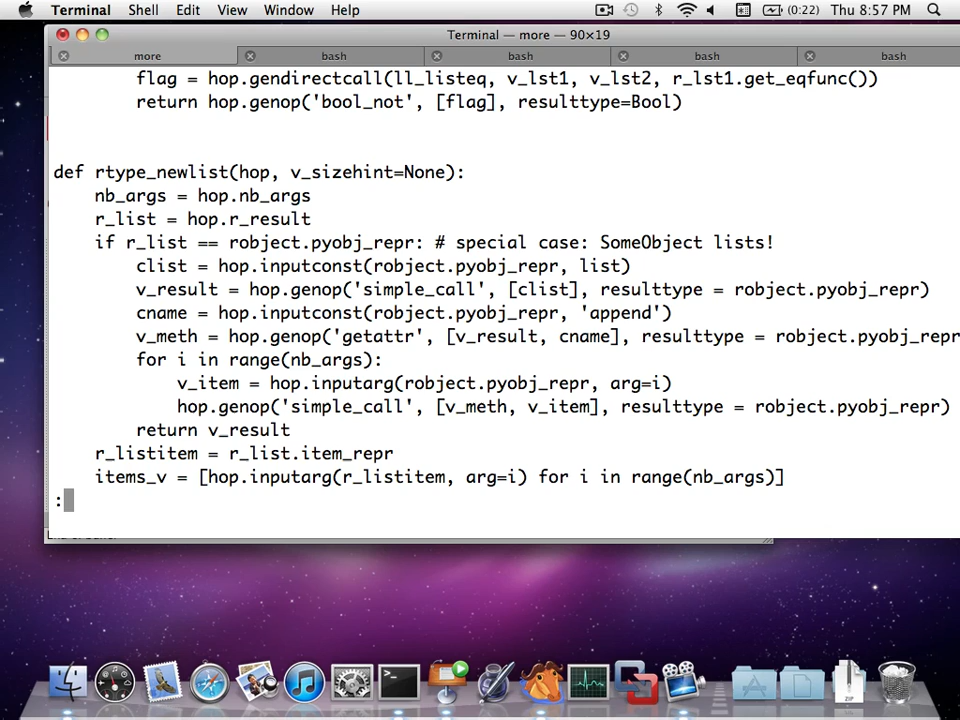 Terminal Shell Edit View Window Help (0:22) Thu 8:57 PM
Terminal — more — 90×19
more bash bash bash bash
flag = hop.gendirectcall(ll_listeq, v_lst1, v_lst2, r_lst1.get_eqfunc())
return hop.genop('bool_not', [flag], resulttype=Bool)
def rtype_newlist(hop, v_sizehint=None):
nb_args = hop.nb_args
r_list = hop.r_result
if r_list == robject.pyobj_repr: # special case: SomeObject lists!
clist = hop.inputconst(robject.pyobj_repr, list)
v_result = hop.genop('simple_call', [clist], resulttype = robject.pyobj_repr)
cname = hop.inputconst(robject.pyobj_repr, 'append')
v_meth = hop.genop('getattr', [v_result, cname], resulttype = robject.pyobj_repr
for i in range(nb_args):
v_item = hop.inputarg(robject.pyobj_repr, arg=i)
hop.genop('simple_call', [v_meth, v_item], resulttype = robject.pyobj_repr)
return v_result
r_listitem = r_list.item_repr
items_v = [hop.inputarg(r_listitem, arg=i) for i in range(nb_args)]
:
ZIP